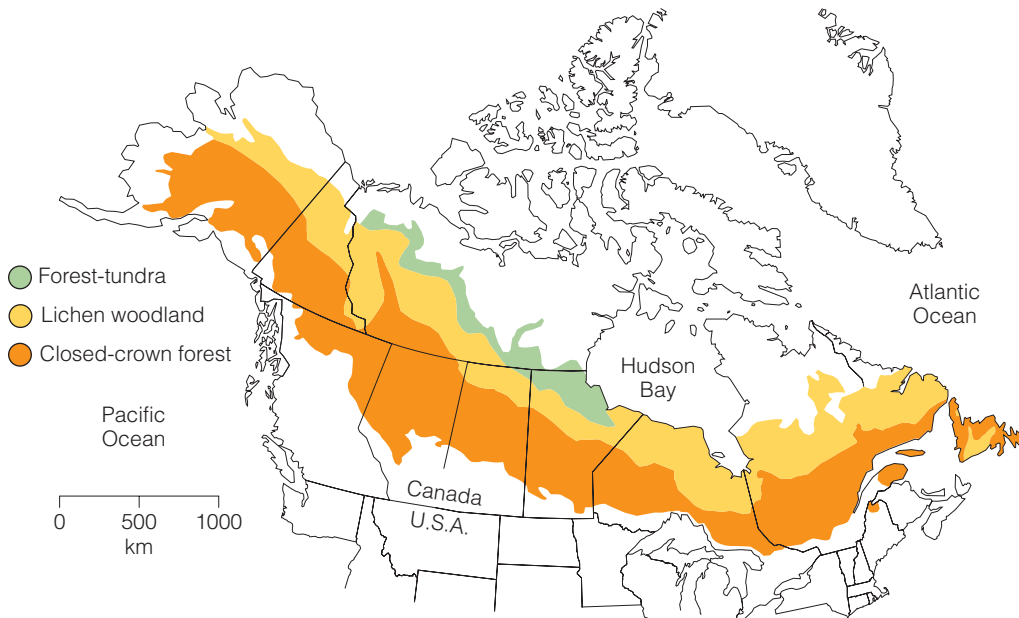 Forest-tundra
Lichen woodland
Closed-crown forest
Pacific
Ocean
0 500 1000
km
Canada
U.S.A.
Hudson
Bay
Atlantic
Ocean